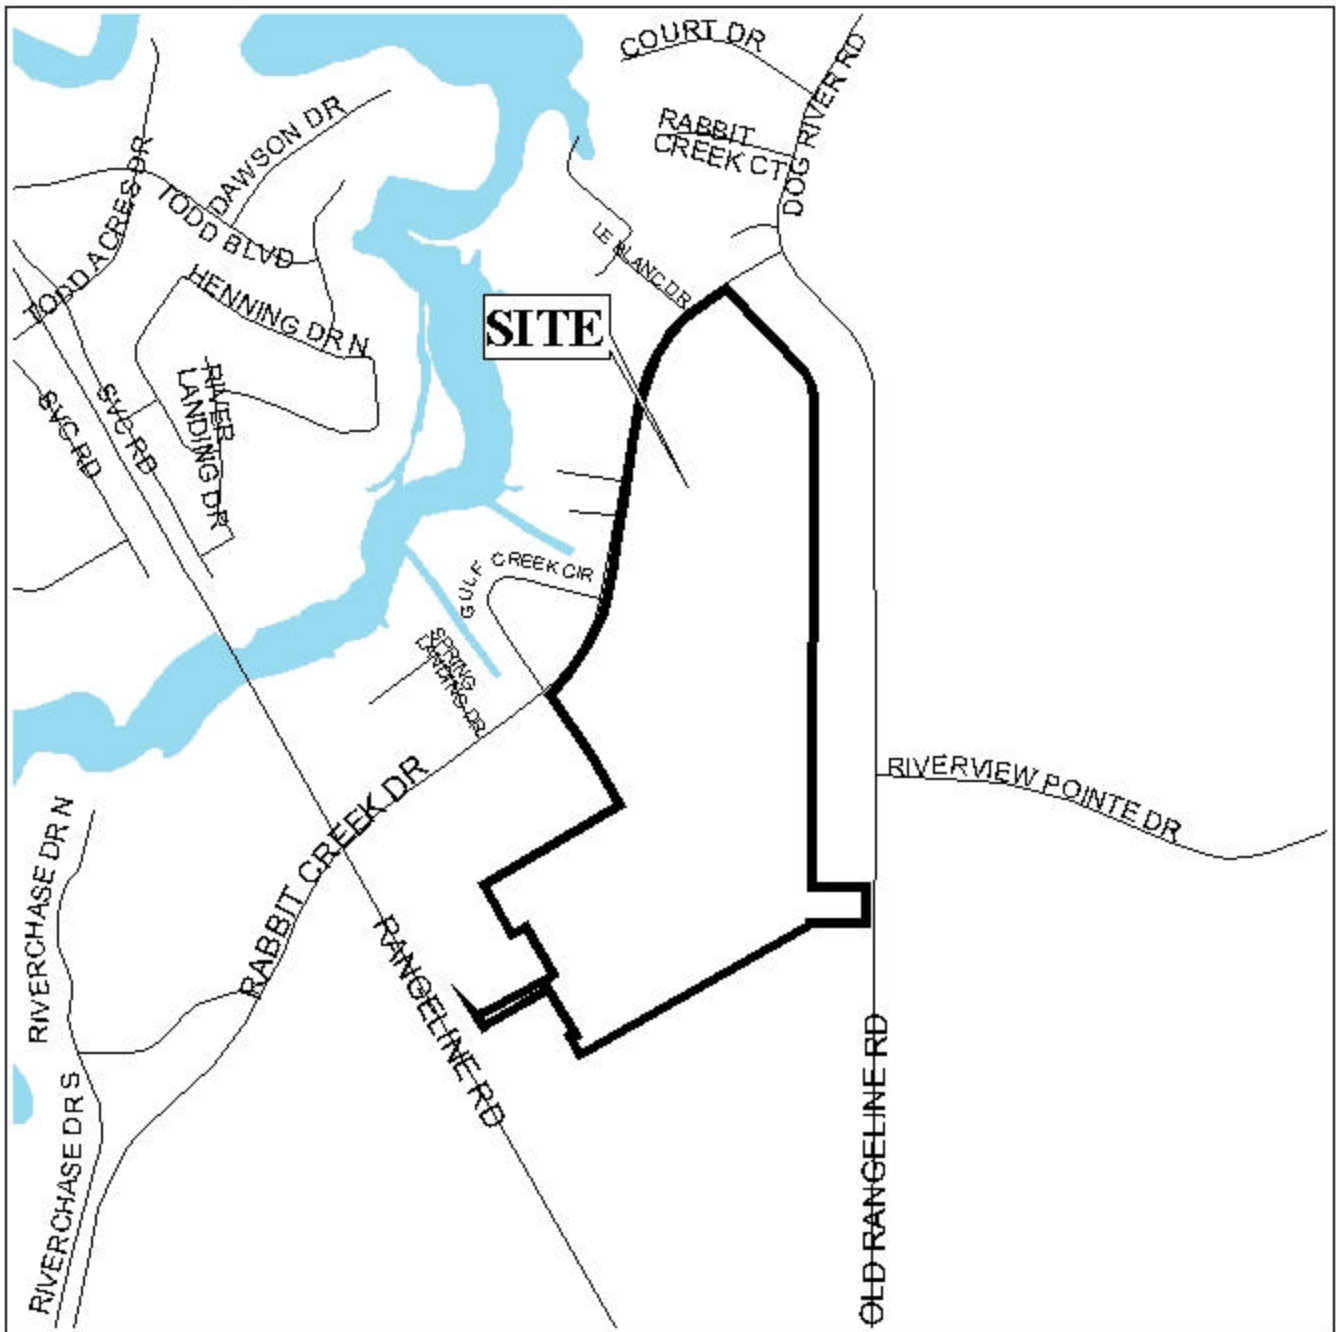 COURT DR
DOG RIVER RD
RABBIT
CREEK CT
DAWSON DR
TODD ACRES DR
TODD BLVD
LE BLANC DR
HENNING DR N
SITE
RIVER
LANDING DR
SVC RD
SVC RD
GULF CREEK CIR
SPRING
LANDING DR
RIVERVIEW POINTE DR
RABBIT CREEK DR
RIVERCHASE DR N
RANGELINE RD
OLD RANGELINE RD
RIVERCHASE DR S